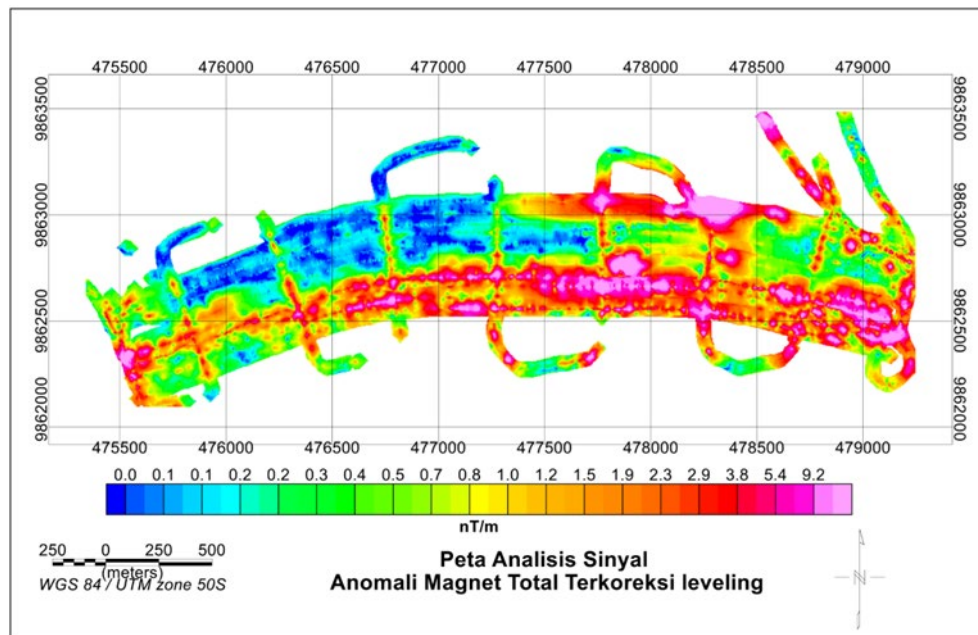 475500 476000 476500 477000 477500 478000 478500 479000
9863500 9863500
9863000 9863000
9862500 9862500
9862000 9862000
475500 476000 476500 477000 477500 478000 478500 479000
0.0 0.1 0.1 0.2 0.2 0.3 0.4 0.5 0.7 0.8 1.0 1.2 1.5 1.9 2.3 2.9 3.8 5.4 9.2
nT/m
250 0 250 500
(meters)
WGS 84 / UTM zone 50S
Peta Analisis Sinyal
Anomali Magnet Total Terkoreksi leveling
N